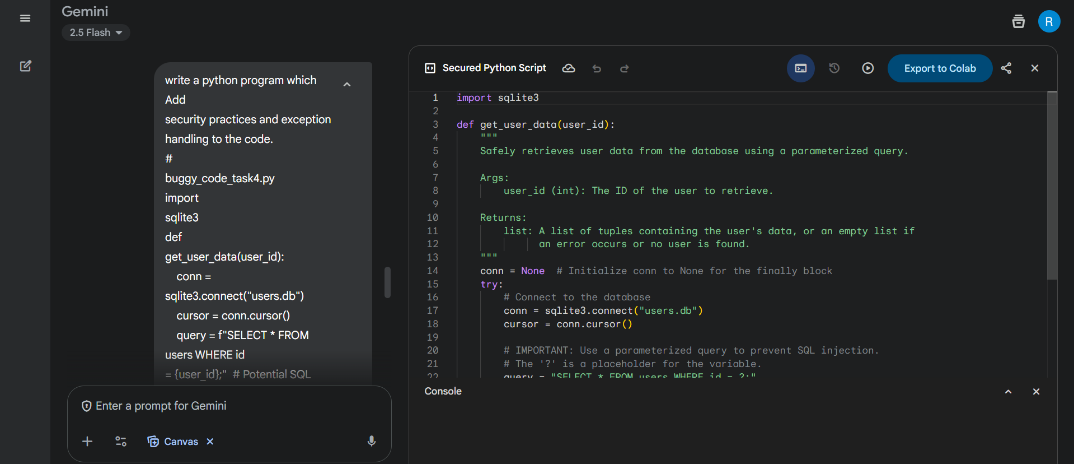 Gemini
2.5 Flash
R
write a python program which
Add
security practices and exception
handling to the code.
#
buggy_code_task4.py
import
sqlite3
def
get_user_data(user_id):
conn =
sqlite3.connect("users.db")
cursor = conn.cursor()
query = f"SELECT * FROM
users WHERE id
= {user_id};"  # Potential SQL
Enter a prompt for Gemini
Canvas
Secured Python Script
Export to Colab
1 import sqlite3
2
3 def get_user_data(user_id):
4 """
5 Safely retrieves user data from the database using a parameterized query.
6
7 Args:
8 user_id (int): The ID of the user to retrieve.
9
10 Returns:
11 list: A list of tuples containing the user's data, or an empty list if
12 an error occurs or no user is found.
13 """
14 conn = None  # Initialize conn to None for the finally block
15 try:
16 # Connect to the database
17 conn = sqlite3.connect("users.db")
18 cursor = conn.cursor()
19
20 # IMPORTANT: Use a parameterized query to prevent SQL injection.
21 # The '?' is a placeholder for the variable.
22 query = "SELECT * FROM users WHERE id = ?;"
Console